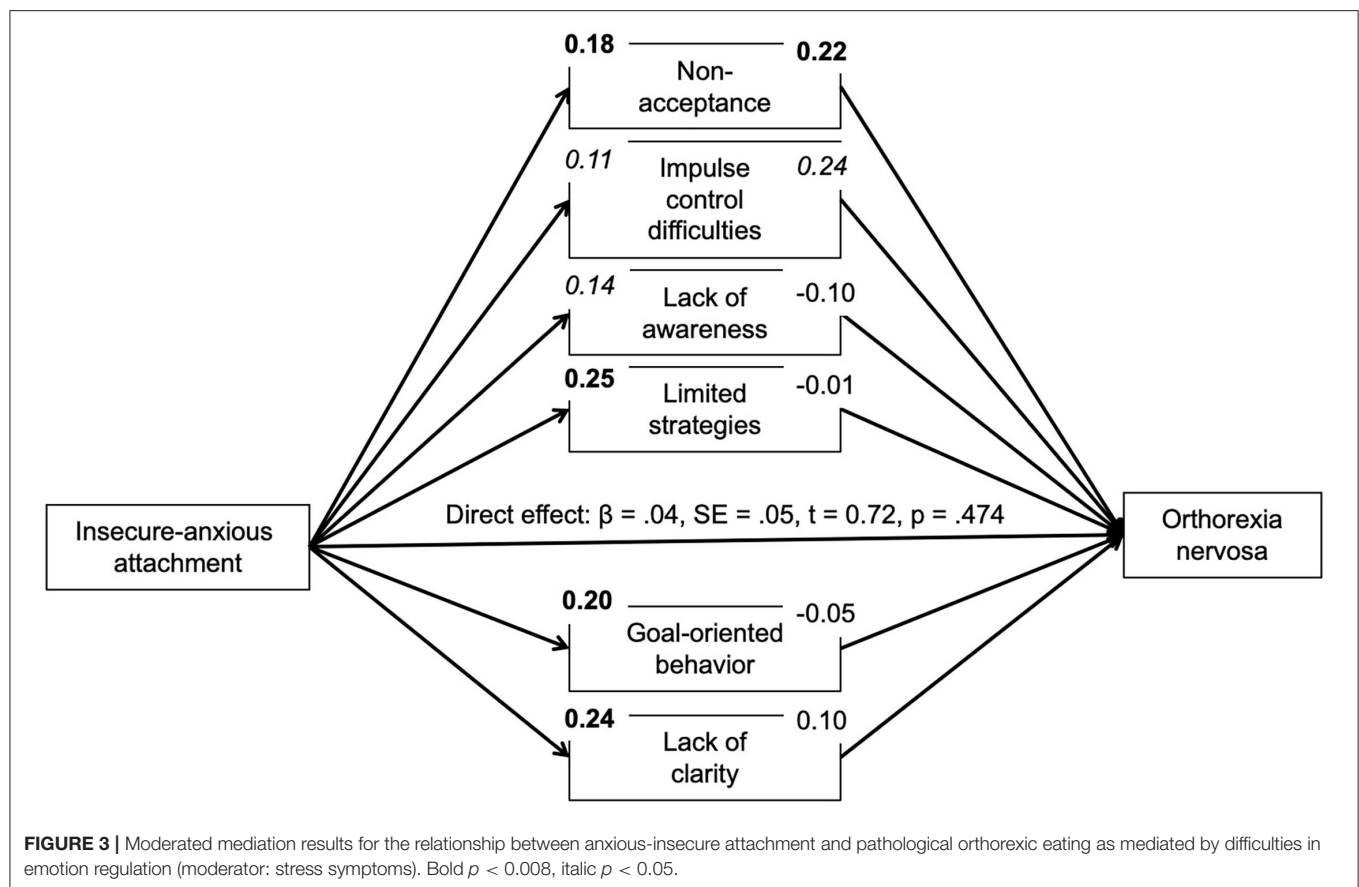 0.18 0.22
Non-
acceptance
0.11 0.24
Impulse
control
difficulties
0.14 -0.10
Lack of
awareness
0.25 -0.01
Limited
strategies
Direct effect: β = .04, SE = .05, t = 0.72, p = .474
Insecure-anxious
attachment
Orthorexia
nervosa
0.20 -0.05
Goal-oriented
behavior
0.24 0.10
Lack of
clarity
FIGURE 3 | Moderated mediation results for the relationship between anxious-insecure attachment and pathological orthorexic eating as mediated by difficulties in
emotion regulation (moderator: stress symptoms). Bold p < 0.008, italic p < 0.05.